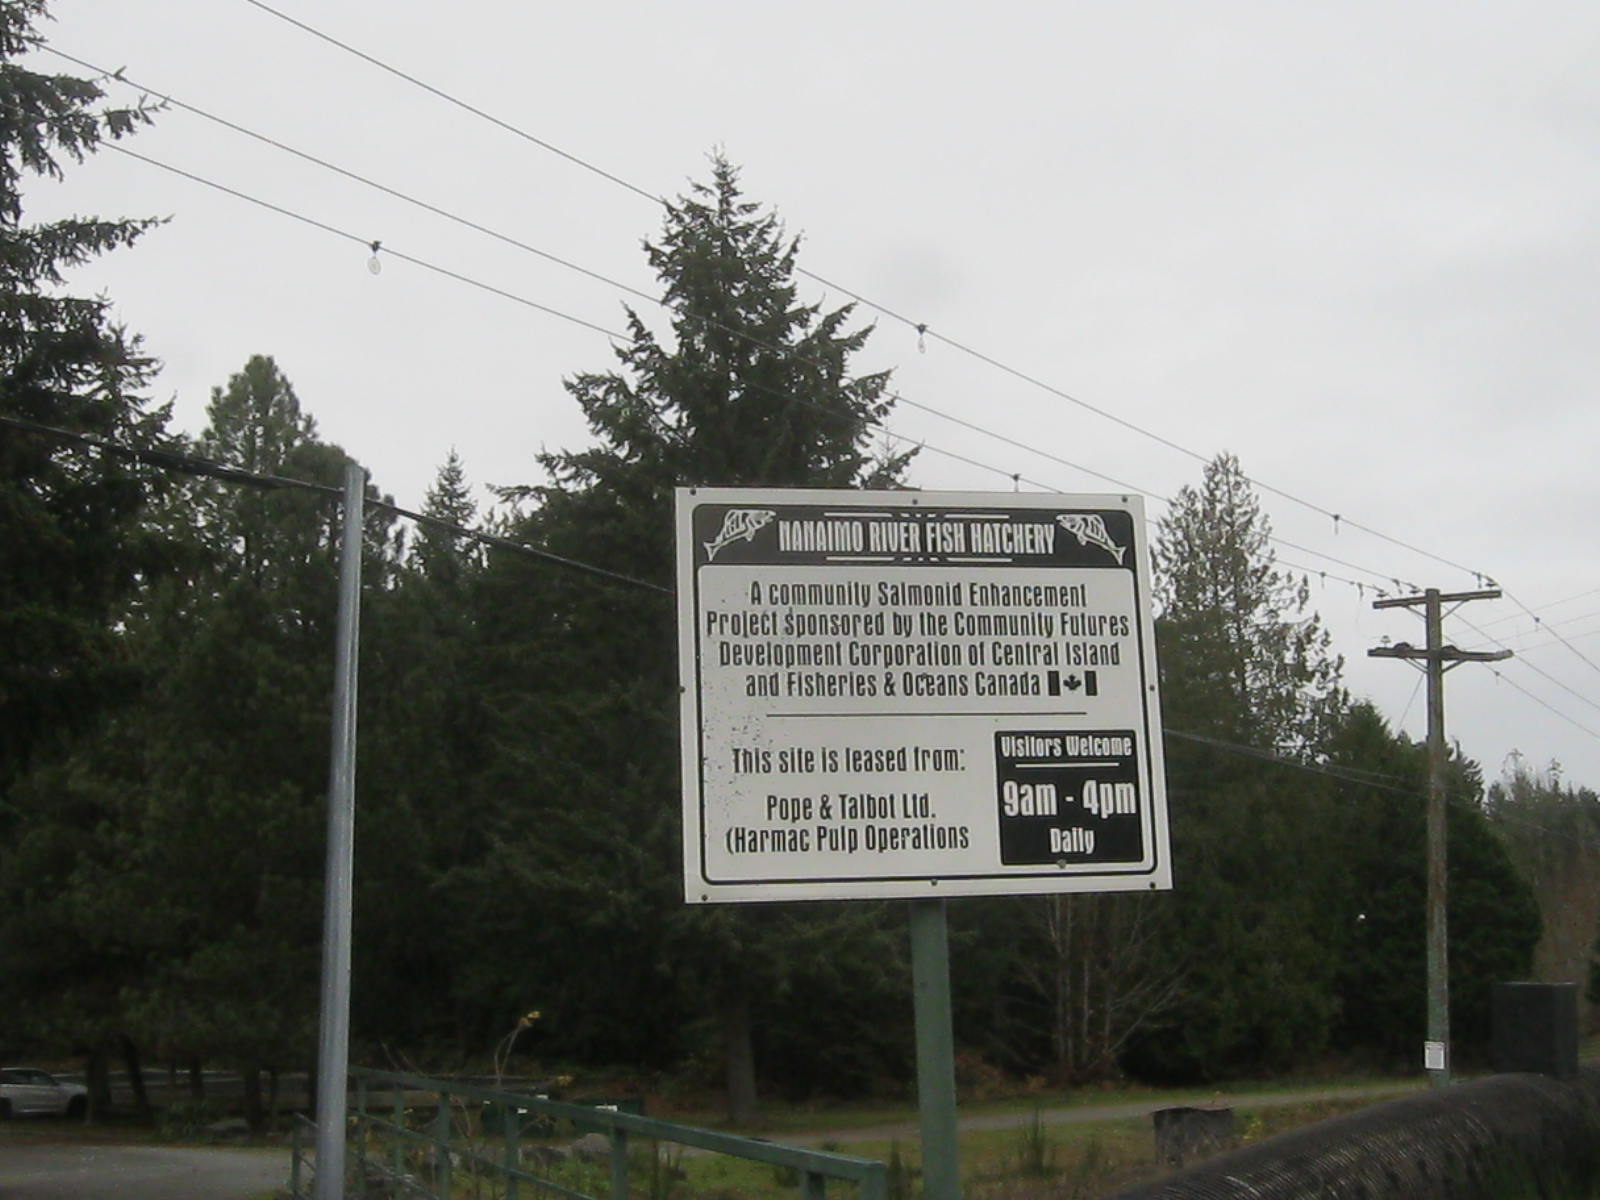 NANAIMO RIVER FISH HATCHERY
A community Salmonid Enhancement
Project sponsored by the Community Futures
Development Corporation of Central Island
and Fisheries & Oceans Canada
This site is leased from:
Pope & Talbot Ltd.
(Harmac Pulp Operations
Visitors Welcome
9am - 4pm
Daily